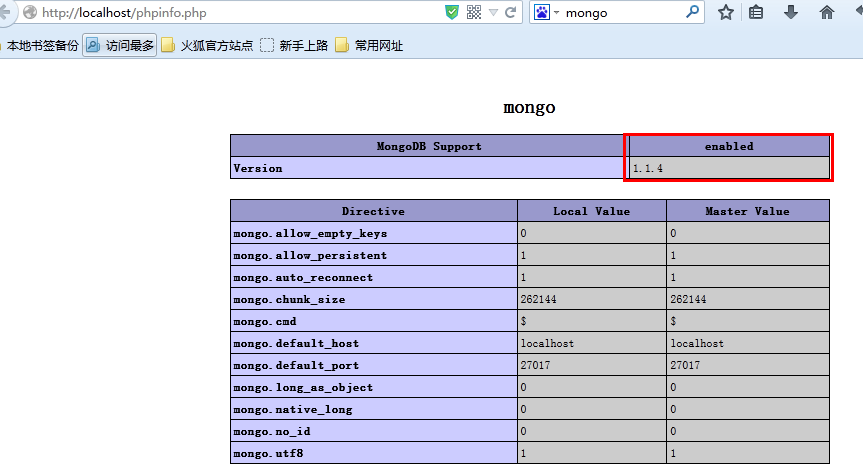 http://localhost/phpinfo.php
mongo
本地书签备份 访问最多 火狐官方站点 新手上路 常用网址
mongo
MongoDB Support enabled
Version 1.1.4
Directive Local Value Master Value
mongo.allow_empty_keys 0 0
mongo.allow_persistent 1 1
mongo.auto_reconnect 1 1
mongo.chunk_size 262144 262144
mongo.cmd $ $
mongo.default_host localhost localhost
mongo.default_port 27017 27017
mongo.long_as_object 0 0
mongo.native_long 0 0
mongo.no_id 0 0
mongo.utf8 1 1